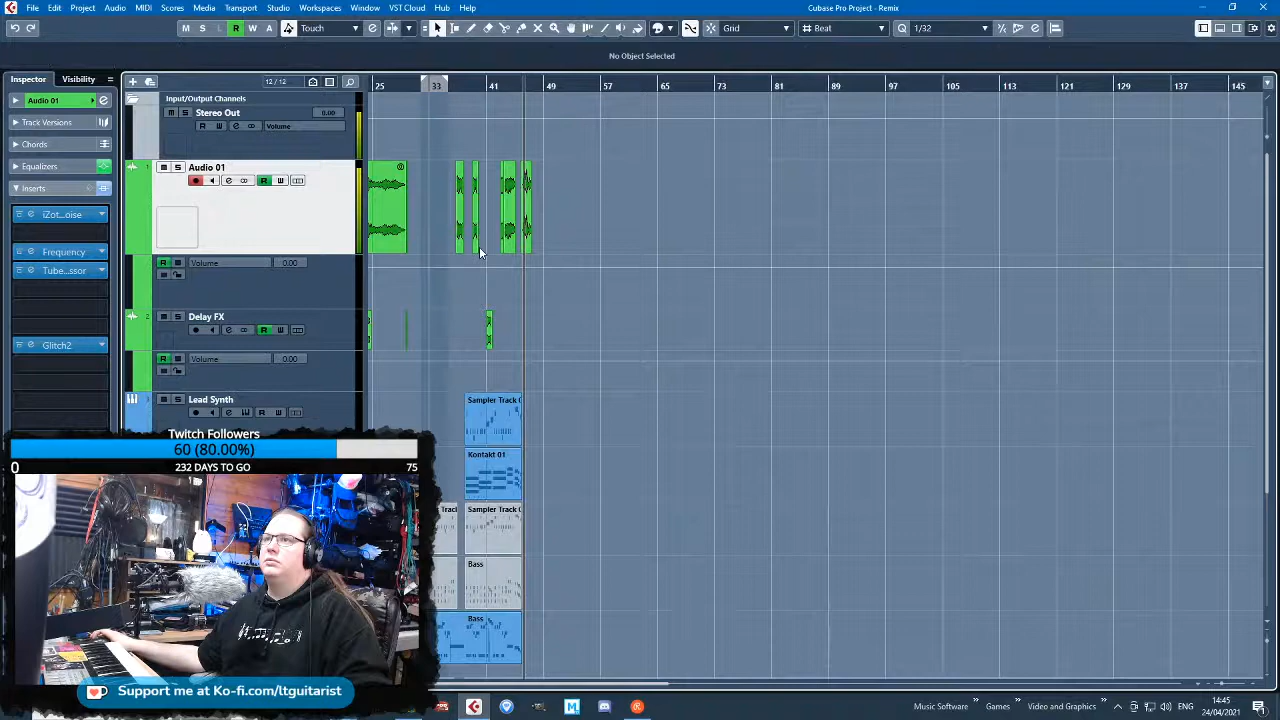 File Edit Project Audio MIDI Scores Media Transport Studio Workspaces Window VST Cloud Hub Help
Cubase Pro Project - Remix
M S L R W A Touch Grid Beat Q 1/32
No Object Selected
Inspector Visibility
12 / 12
25 33 41 49 57 65 73 81 89 97 105 113 121 129 137 145
Audio 01
Input/Output Channels
M S Stereo Out 0.00
R W e Volume
Track Versions
Chords
Equalizers
Inserts
1 Audio 01
S
R W
iZot...oise
Frequency
Tube...ssor
Glitch2
R Volume 0.00
2 Delay FX
R W
R Volume 0.00
3 Lead Synth
R W
Sampler Track
Kontakt 01
Sampler Track
Bass
Bass
Twitch Followers
60 (80.00%)
0 232 DAYS TO GO 75
Support me at Ko-fi.com/ltguitarist
Music Software Games Video and Graphics
14:45
24/04/2021